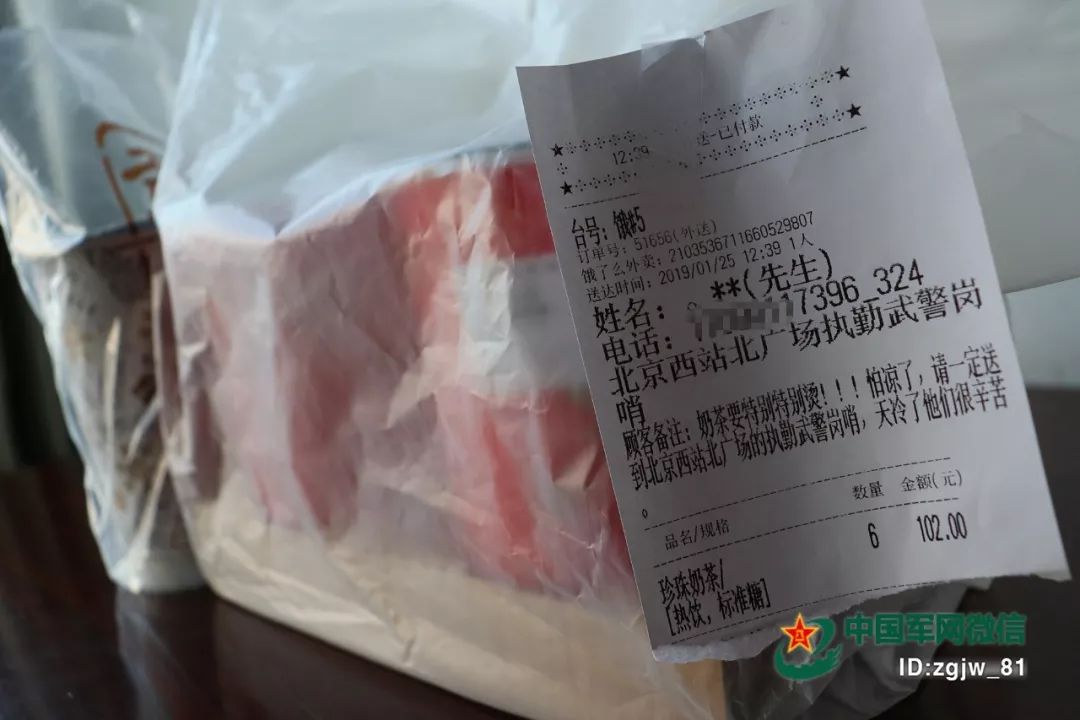 12:39 送-已付款
台号: 饿#5
订单号: 51656(外送)
饿了么外卖: 2103536711660529807
送达时间: 2019/01/25 12:39 1人
姓名: **(先生)
电话: 17396 324
北京西站北广场执勤武警岗
哨
顾客备注: 奶茶要特别特别烫!!!怕凉了，请一定送
到北京西站北广场的执勤武警岗哨，天冷了他们很辛苦
。
品名/规格 数量 金额(元)
珍珠奶茶/ 6 102.00
[热饮，标准糖]
中国军网微信
ID:zgjw_81